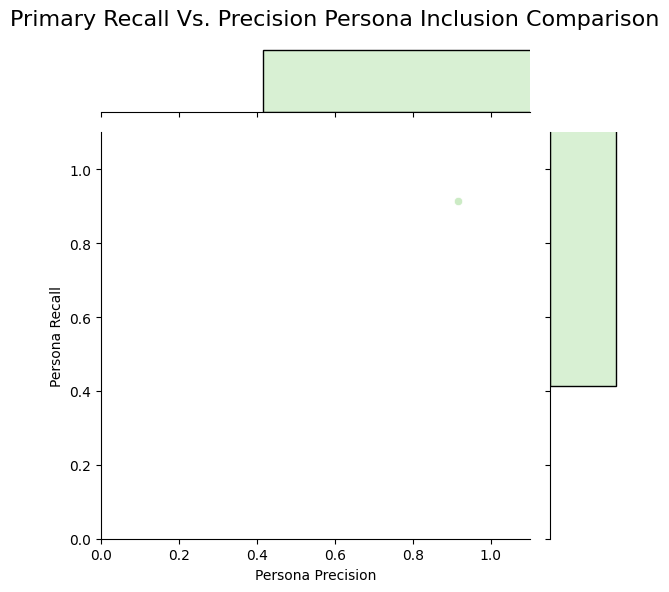 Primary Recall Vs. Precision Persona Inclusion Comparison
1.0
0.8
0.6
0.4
0.2
0.0
Persona Recall
0.0 0.2 0.4 0.6 0.8 1.0
Persona Precision